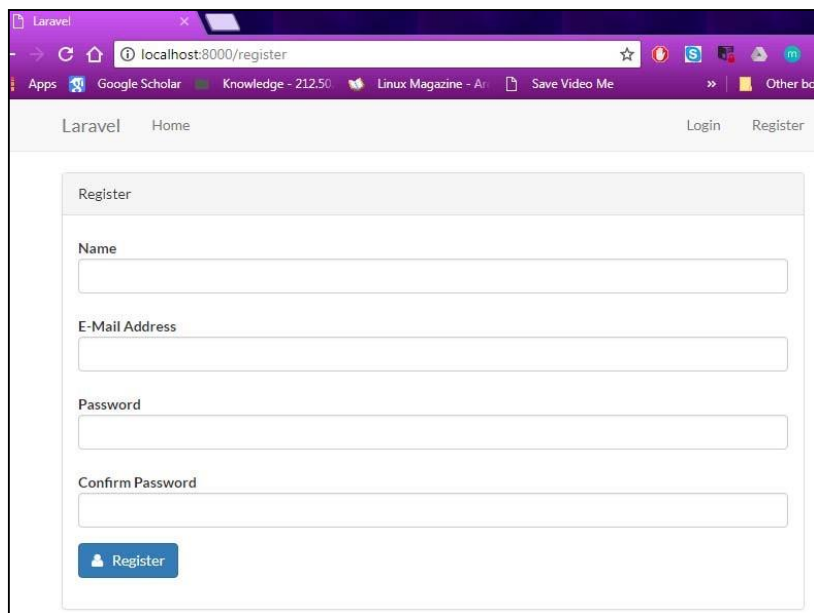 Laravel
localhost:8000/register
Apps Google Scholar Knowledge - 212.50. Linux Magazine - Ar Save Video Me » Other bo
Laravel Home Login Register
Register
Name
E-Mail Address
Password
Confirm Password
Register